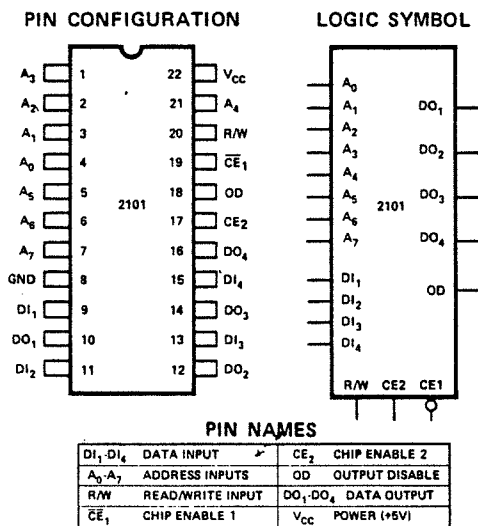 PIN CONFIGURATION
A3 1 22 VCC
A2 2 21 A4
A1 3 20 R/W
A0 4 19 C̅E̅1
A5 5 18 OD
A6 6 2101 17 CE2
A7 7 16 DO4
GND 8 15 DI4
DI1 9 14 DO3
DO1 10 13 DI3
DI2 11 12 DO2
LOGIC SYMBOL
A0
A1 DO1
A2
A3 DO2
A4
A5 2101 DO3
A6
A7 DO4
DI1 OD
DI2
DI3
DI4
R/W CE2 CE1
PIN NAMES
DI1-DI4 DATA INPUT CE2 CHIP ENABLE 2
A0-A7 ADDRESS INPUTS OD OUTPUT DISABLE
R/W READ/WRITE INPUT DO1-DO4 DATA OUTPUT
C̅E̅1 CHIP ENABLE 1 VCC POWER (+5V)